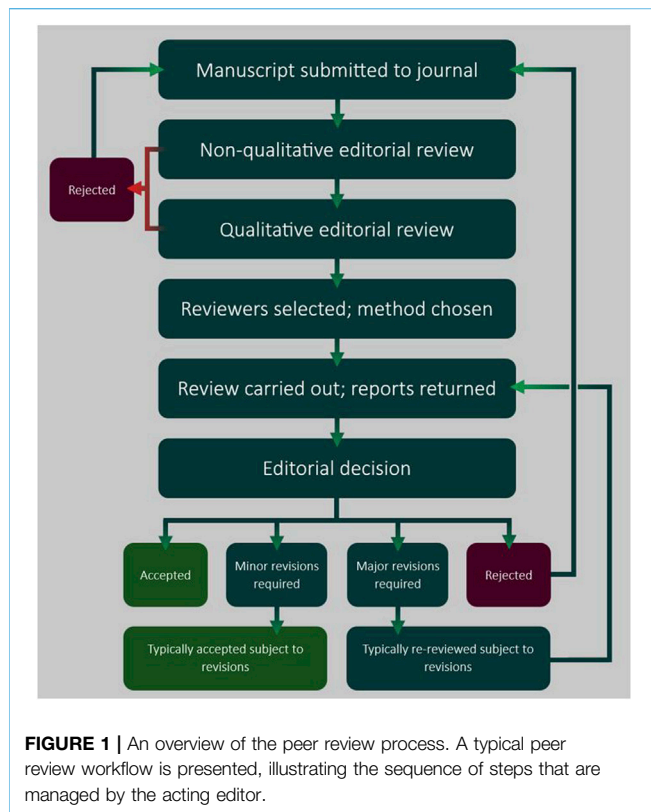 Manuscript submitted to journal
Non-qualitative editorial review
Rejected
Qualitative editorial review
Reviewers selected; method chosen
Review carried out; reports returned
Editorial decision
Accepted
Minor revisions
required
Major revisions
required
Rejected
Typically accepted subject to
revisions
Typically re-reviewed subject to
revisions
FIGURE 1 | An overview of the peer review process. A typical peer
review workflow is presented, illustrating the sequence of steps that are
managed by the acting editor.